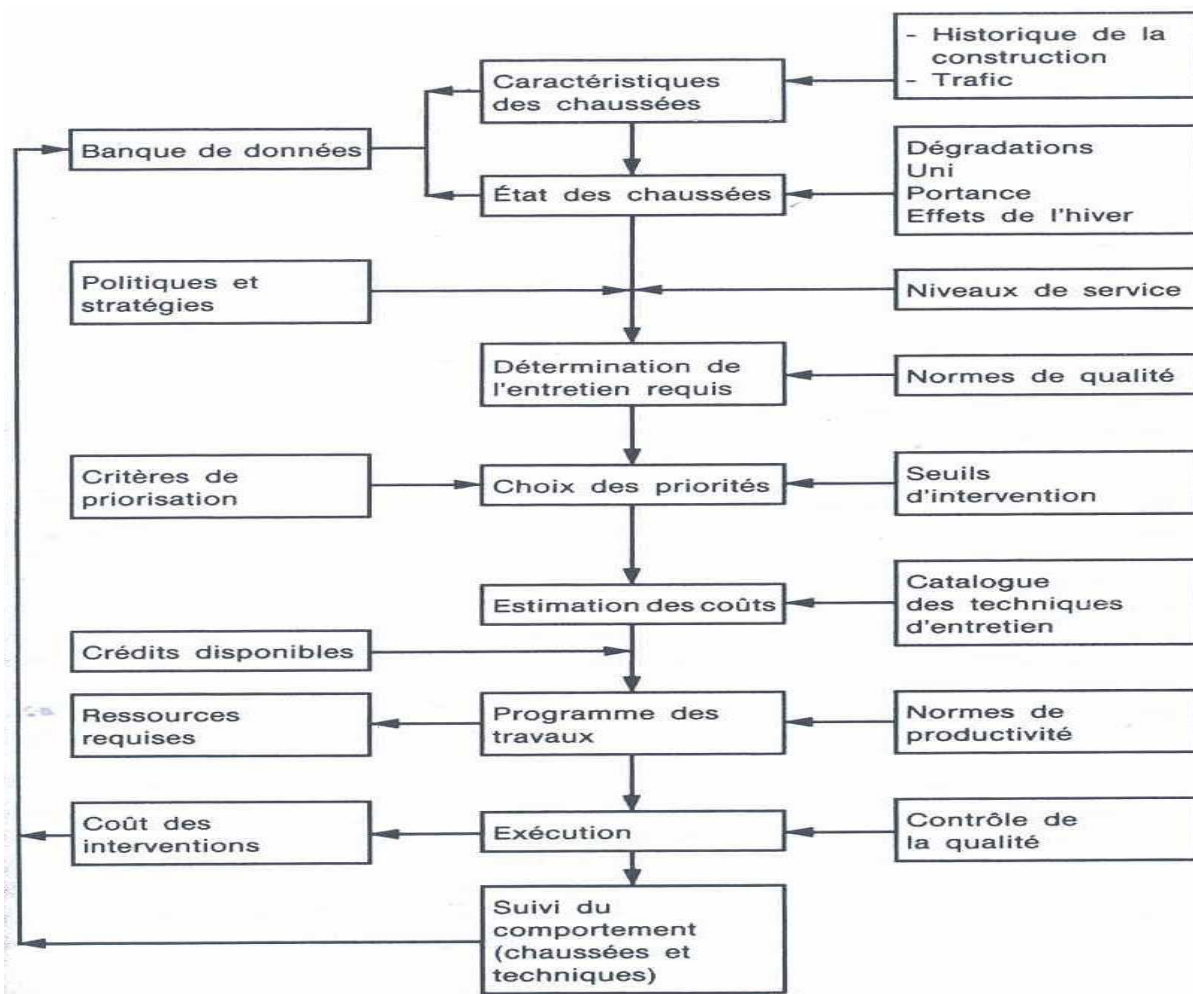 - Historique de la
construction
- Trafic
Caractéristiques
des chaussées
Banque de données
État des chaussées
Dégradations
Uni
Portance
Effets de l'hiver
Politiques et
stratégies
Niveaux de service
Détermination de
l'entretien requis
Normes de qualité
Critères de
priorisation
Choix des priorités
Seuils
d'intervention
Estimation des coûts
Catalogue
des techniques
d'entretien
Crédits disponibles
Ressources
requises
Programme des
travaux
Normes de
productivité
Coût des
interventions
Exécution
Contrôle de
la qualité
Suivi du
comportement
(chaussées et
techniques)